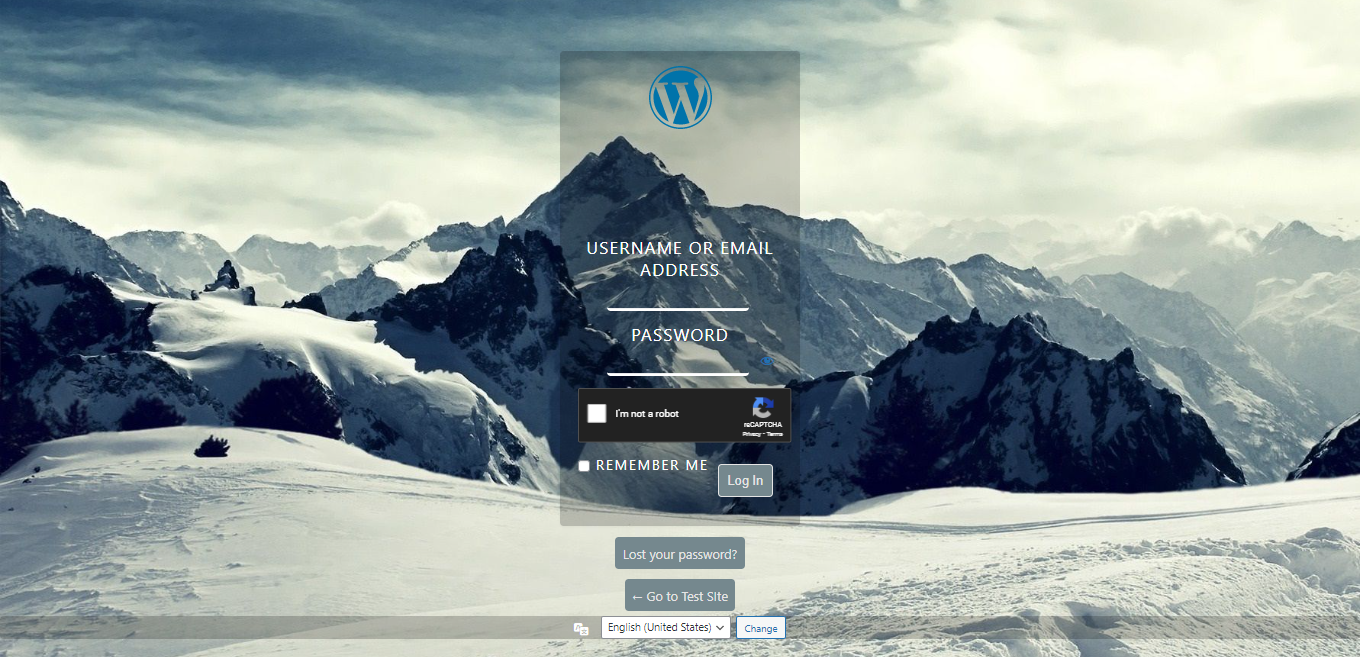 USERNAME OR EMAIL
ADDRESS
PASSWORD
I'm not a robot
reCAPTCHA
Privacy - Terms
REMEMBER ME
Log In
Lost your password?
← Go to Test SIte
English (United States)
Change